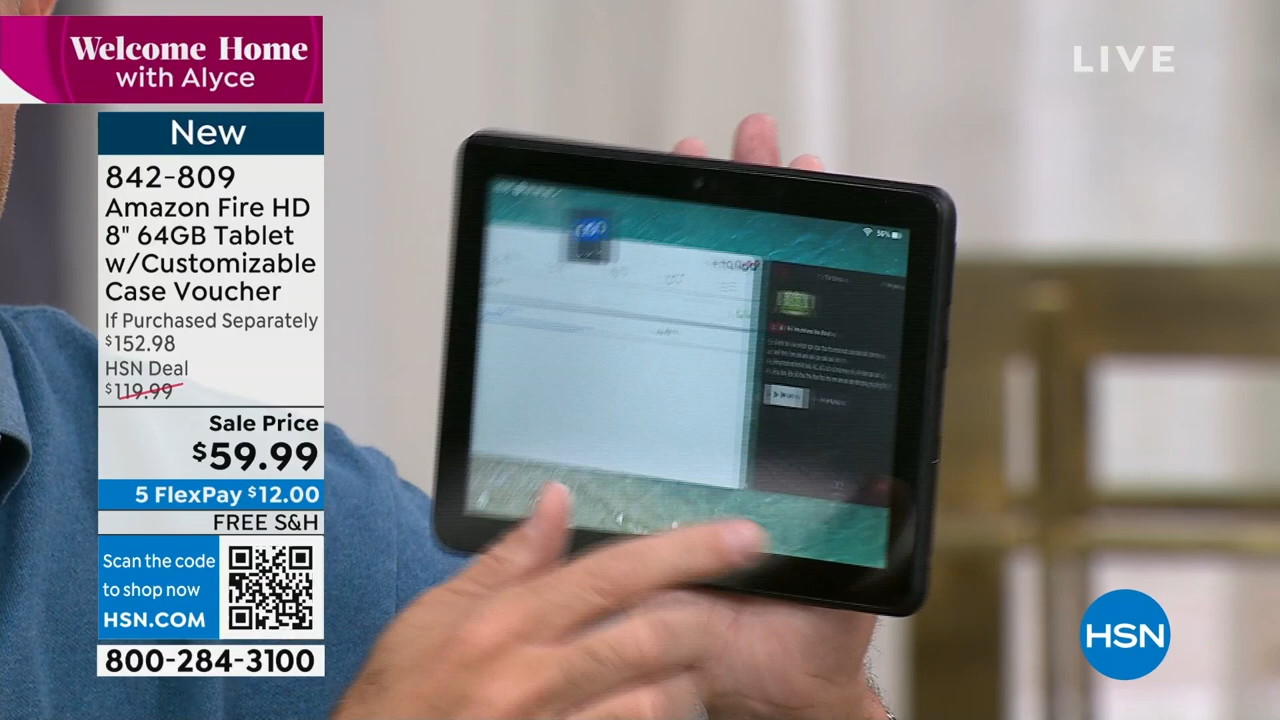 Welcome Home
with Alyce
LIVE
New
842-809
Amazon Fire HD
8" 64GB Tablet
w/Customizable
Case Voucher
If Purchased Separately
$152.98
HSN Deal
$119.99
Sale Price
$59.99
5 FlexPay $12.00
FREE S&H
Scan the code
to shop now
HSN.COM
800-284-3100
56%
HSN